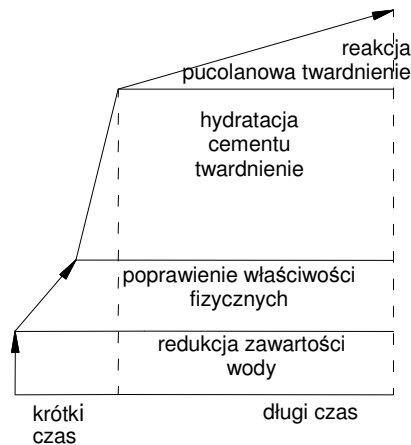 reakcja
pucolanowa twardnienie
hydratacja
cementu
twardnienie
poprawienie właściwości
fizycznych
redukcja zawartości
wody
krótki
czas
długi czas